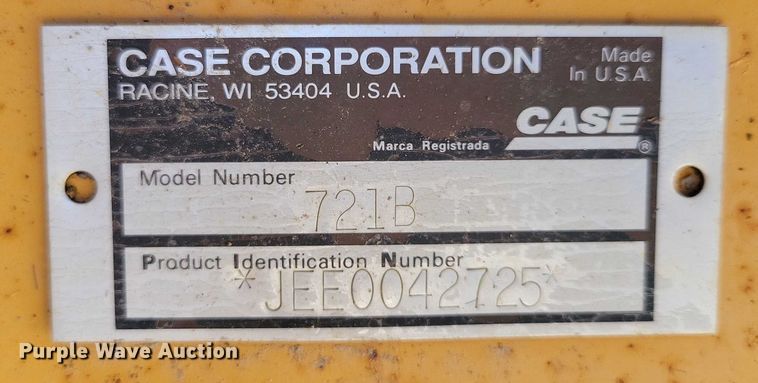 CASE CORPORATION
Made
In U.S.A.
RACINE, WI 53404 U.S.A.
CASE
Marca Registrada
®
Model Number
721B
Product Identification Number
*JEE0042725*
Purple Wave Auction